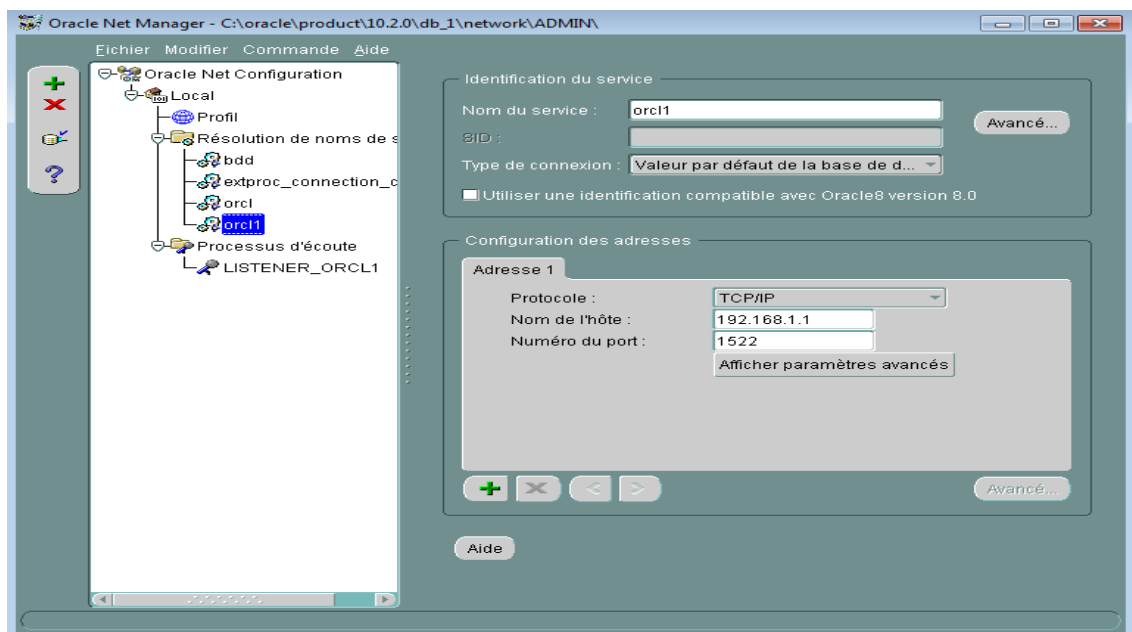 Oracle Net Manager - C:\oracle\product\10.2.0\db_1\network\ADMIN\
Fichier Modifier Commande Aide
Oracle Net Configuration
Local
Profil
Résolution de noms de s
bdd
extproc_connection_c
orcl
orcl1
Processus d'écoute
LISTENER_ORCL1
Identification du service
Nom du service : orcl1
Avancé...
SID :
Type de connexion : Valeur par défaut de la base de d...
Utiliser une identification compatible avec Oracle8 version 8.0
Configuration des adresses
Adresse 1
Protocole : TCP/IP
Nom de l'hôte : 192.168.1.1
Numéro du port : 1522
Afficher paramètres avancés
Avancé...
Aide